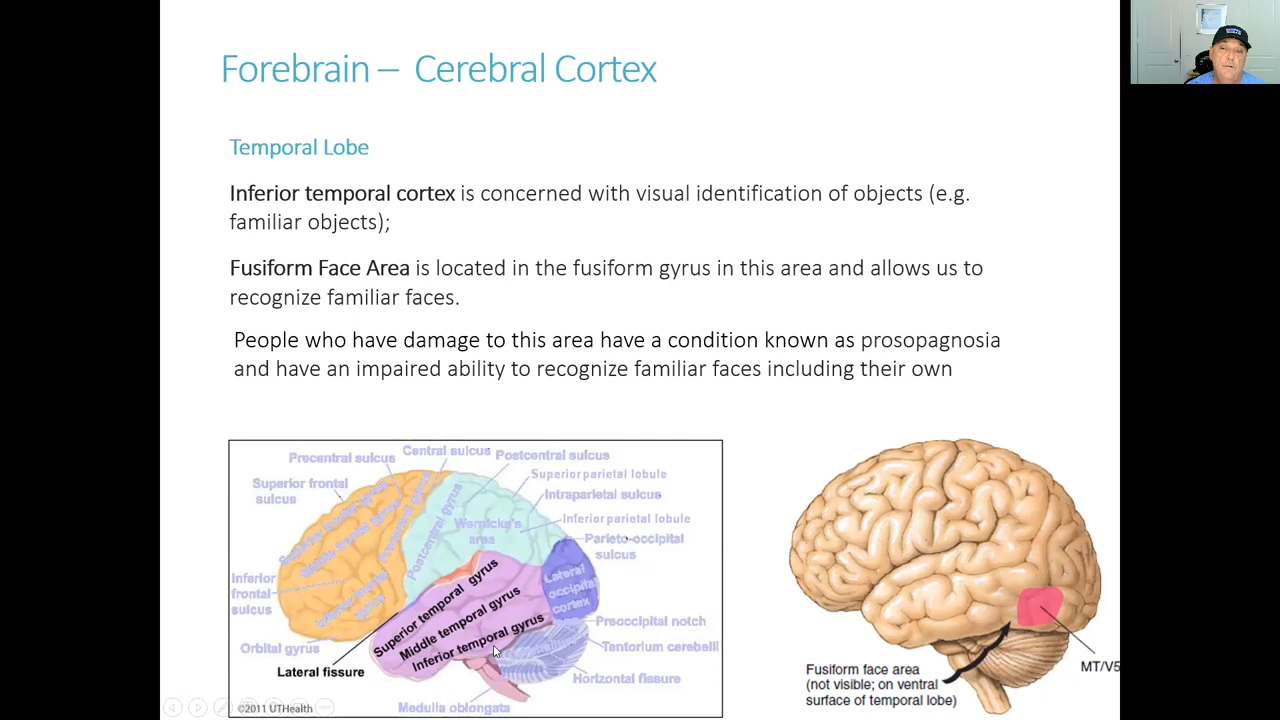 Forebrain – Cerebral Cortex
Temporal Lobe
Inferior temporal cortex is concerned with visual identification of objects (e.g.
familiar objects);
Fusiform Face Area is located in the fusiform gyrus in this area and allows us to
recognize familiar faces.
People who have damage to this area have a condition known as prosopagnosia
and have an impaired ability to recognize familiar faces including their own
Central sulcus
Precentral sulcus
Postcentral sulcus
Superior parietal lobule
Superior frontal
sulcus
Intraparietal sulcus
Inferior parietal lobule
Wernicke's
area
Postcentral gyrus
Parieto-occipital
sulcus
Lateral
occipital
cortex
Inferior
frontal
sulcus
Superior temporal gyrus
Middle temporal gyrus
Inferior temporal gyrus
Preoccipital notch
Tentorium cerebelli
Orbital gyrus
Lateral fissure
Horizontal fissure
Medulla oblongata
©2011 UTHealth
Fusiform face area
(not visible; on ventral
surface of temporal lobe)
MT/V5